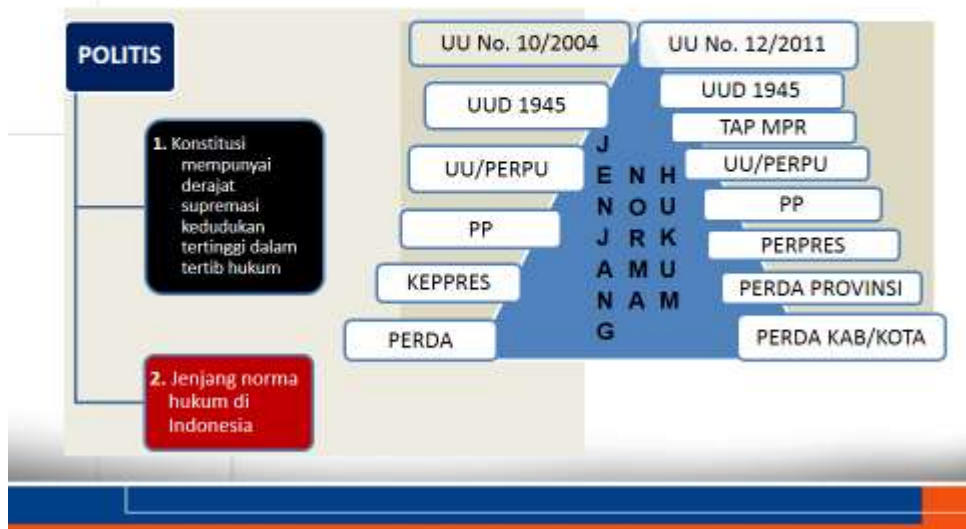 POLITIS
1. Konstitusi
mempunyai
derajat
supremasi
kedudukan
tertinggi dalam
tertib hukum
2. Jenjang norma
hukum di
Indonesia
UU No. 10/2004
UUD 1945
UU/PERPU
PP
KEPPRES
PERDA
JENJANG
NORMA
HUKUM
UU No. 12/2011
UUD 1945
TAP MPR
UU/PERPU
PP
PERPRES
PERDA PROVINSI
PERDA KAB/KOTA